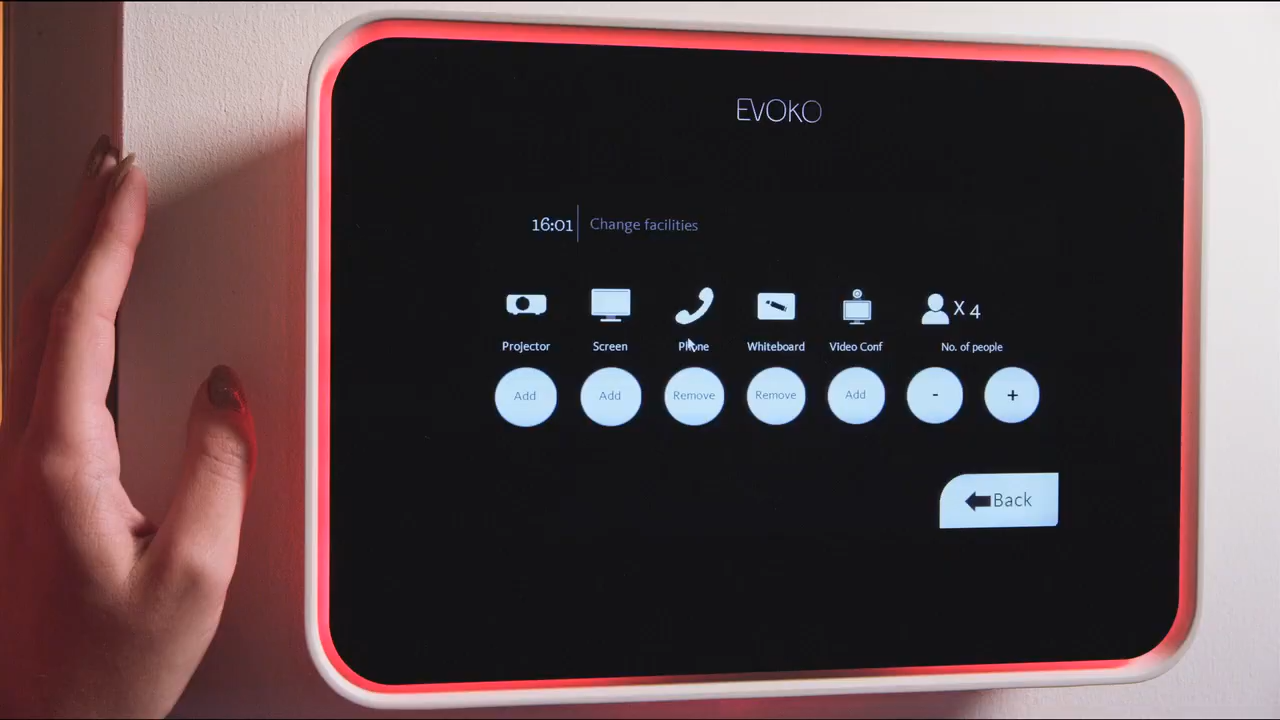 EVOKO
16:01 Change facilities
X 4
Projector Screen Phone Whiteboard Video Conf No. of people
Add Add Remove Remove Add - +
Back